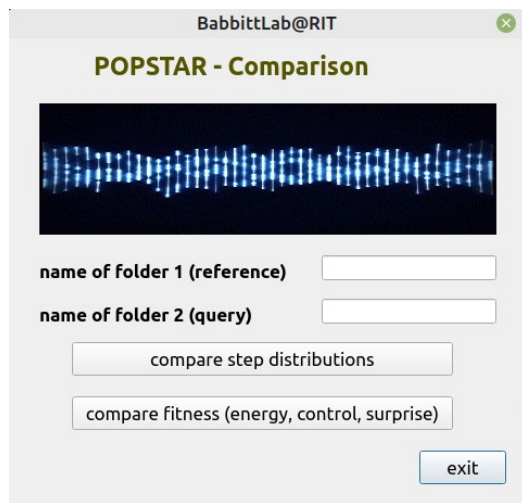 BabbittLab@RIT
POPSTAR - Comparison
name of folder 1 (reference)
name of folder 2 (query)
compare step distributions
compare fitness (energy, control, surprise)
exit